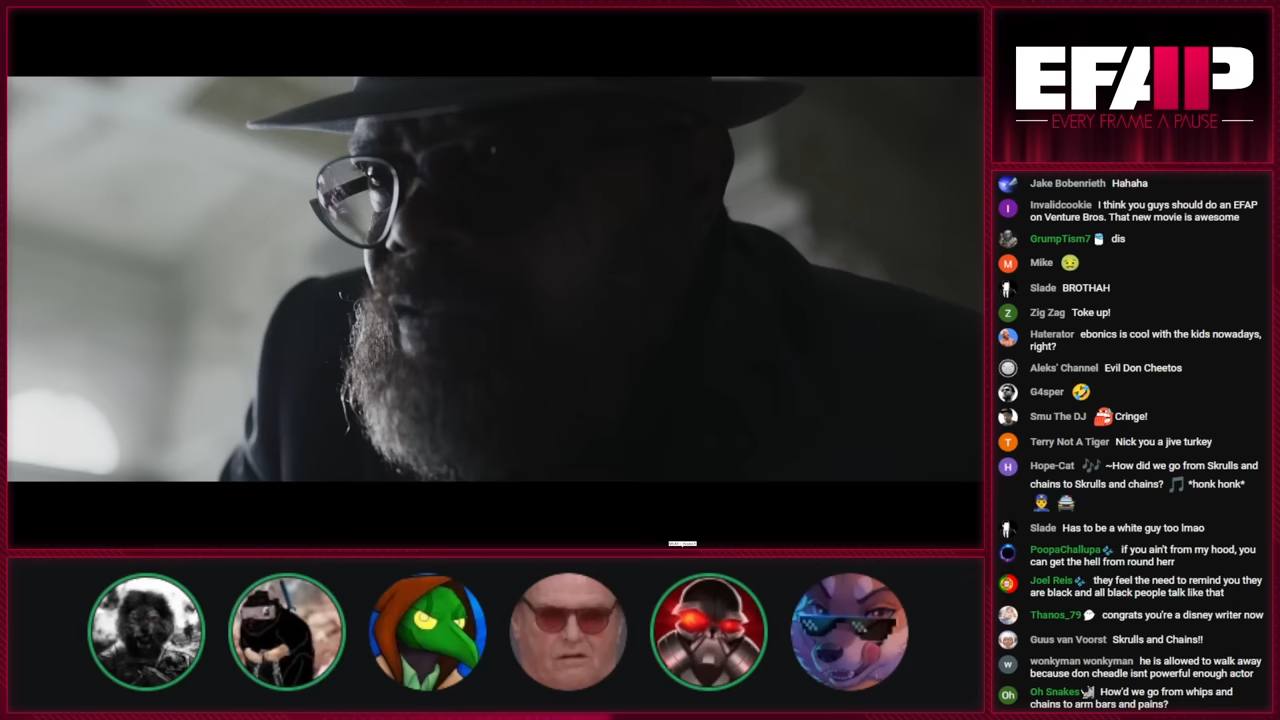 EFAP
EVERY FRAME A PAUSE
Jake Bobenrieth Hahaha
Invalidcookie I think you guys should do an EFAP
on Venture Bros. That new movie is awesome
GrumpTism7 dis
Mike
Slade BROTHAH
Zig Zag Toke up!
Haterator ebonics is cool with the kids nowadays,
right?
Aleks' Channel Evil Don Cheetos
G4sper
Smu The DJ Cringe!
Terry Not A Tiger Nick you a jive turkey
Hope-Cat ~How did we go from Skrulls and
chains to Skrulls and chains? *honk honk*
Slade Has to be a white guy too lmao
PoopaChallupa if you ain't from my hood, you
can get the hell from round herr
Joel Reis they feel the need to remind you they
are black and all black people talk like that
Thanos_79 congrats you're a disney writer now
Guus van Voorst Skrulls and Chains!!
wonkyman wonkyman he is allowed to walk away
because don cheadle isnt powerful enough actor
Oh Snakes How'd we go from whips and
chains to arm bars and pains?
I
M
Z
T
H
w
Oh